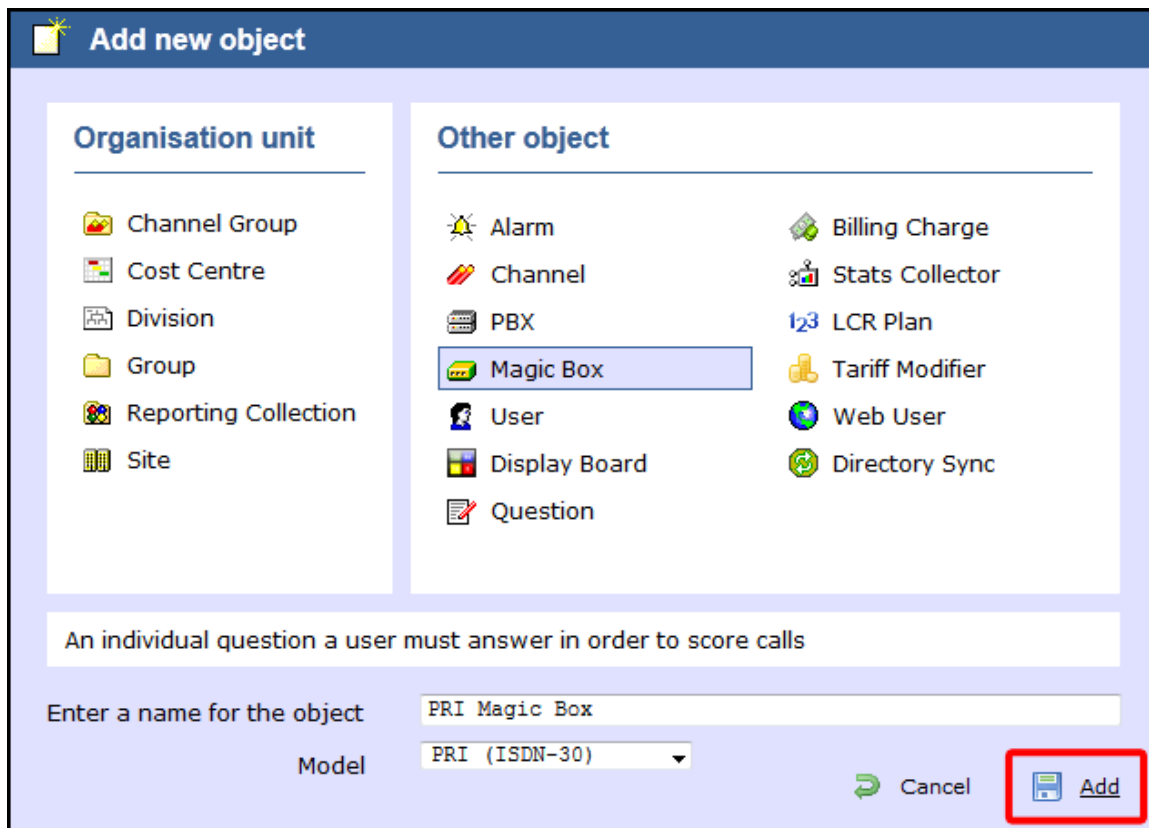 Add new object
Organisation unit
Channel Group
Cost Centre
Division
Group
Reporting Collection
Site
Other object
Alarm
Channel
PBX
Magic Box
User
Display Board
Question
Billing Charge
Stats Collector
123 LCR Plan
Tariff Modifier
Web User
Directory Sync
An individual question a user must answer in order to score calls
Enter a name for the object PRI Magic Box
Model PRI (ISDN-30)
Cancel Add